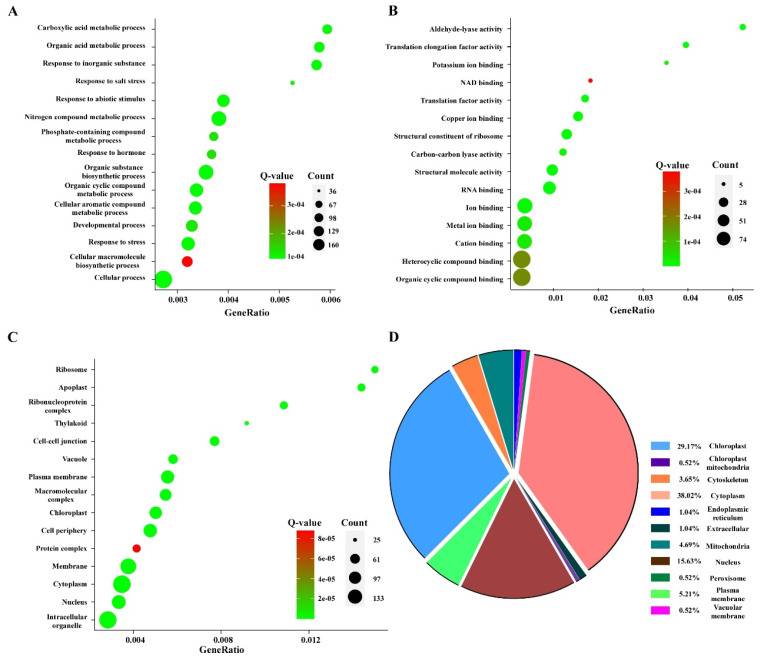 A
Carboxylic acid metabolic process
Organic acid metabolic process
Response to inorganic substance
Response to salt stress
Response to abiotic stimulus
Nitrogen compound metabolic process
Phosphate-containing compound
metabolic process
Response to hormone
Organic substance
biosynthetic process
Organic cyclic compound
metabolic process
Cellular aromatic compound
metabolic process
Developmental process
Response to stress
Cellular macromolecule
biosynthetic process
Cellular process
0.003 0.004 0.005 0.006
GeneRatio
Q-value
3e-04
2e-04
1e-04
Count
36
67
98
129
160
B
Aldehyde-lyase activity
Translation elongation factor activity
Potassium ion binding
NAD binding
Translation factor activity
Copper ion binding
Structural constituent of ribosome
Carbon-carbon lyase activity
Structural molecule activity
RNA binding
Ion binding
Metal ion binding
Cation binding
Heterocyclic compound binding
Organic cyclic compound binding
0.01 0.02 0.03 0.04 0.05
GeneRatio
Q-value
3e-04
2e-04
1e-04
Count
5
28
51
74
C
Ribosome
Apoplast
Ribonucleoprotein
complex
Thylakoid
Cell-cell junction
Vacuole
Plasma membrane
Macromolecular
complex
Chloroplast
Cell periphery
Protein complex
Membrane
Cytoplasm
Nucleus
Intracellular
organelle
0.004 0.008 0.012
GeneRatio
Q-value
8e-05
6e-05
4e-05
2e-05
Count
25
61
97
133
D
29.17% Chloroplast
0.52% Chloroplast
mitochondria
3.65% Cytoskeleton
38.02% Cytoplasm
1.04% Endoplasmic
reticulum
1.04% Extracellular
4.69% Mitochondria
15.63% Nucleus
0.52% Peroxisome
5.21% Plasma
membrane
0.52% Vacuolar
membrane